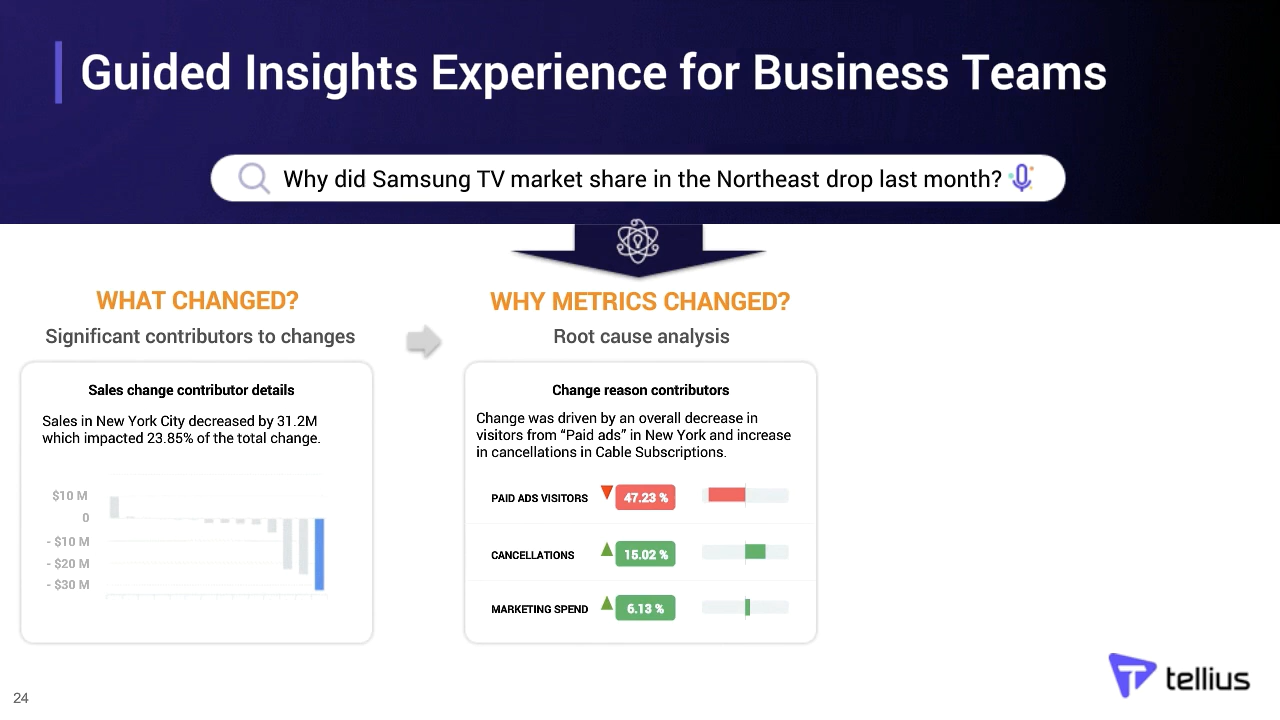 Guided Insights Experience for Business Teams
Why did Samsung TV market share in the Northeast drop last month?
WHAT CHANGED?
Significant contributors to changes
Sales change contributor details
Sales in New York City decreased by 31.2M
which impacted 23.85% of the total change.
$10 M
0
- $10 M
- $20 M
- $30 M
WHY METRICS CHANGED?
Root cause analysis
Change reason contributors
Change was driven by an overall decrease in
visitors from “Paid ads” in New York and increase
in cancellations in Cable Subscriptions.
PAID ADS VISITORS 47.23 %
CANCELLATIONS 15.02 %
MARKETING SPEND 6.13 %
24
tellius